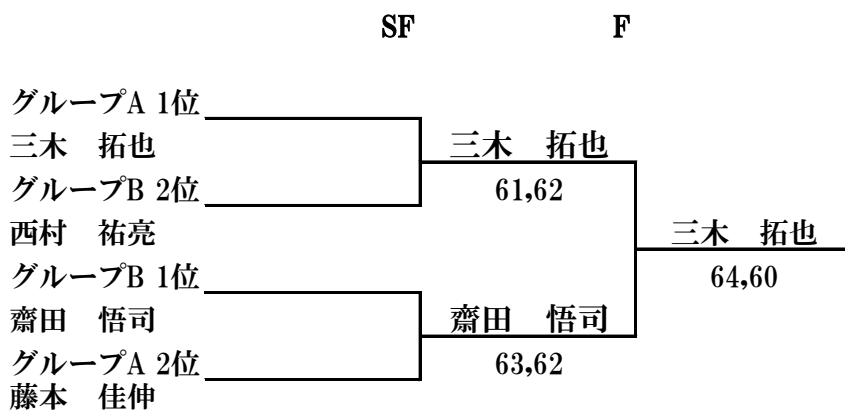 SF F
グループA 1位
三木　拓也
グループB 2位
西村　祐亮
グループB 1位
齋田　悟司
グループA 2位
藤本　佳伸
三木　拓也
61,62
齋田　悟司
63,62
三木　拓也
64,60